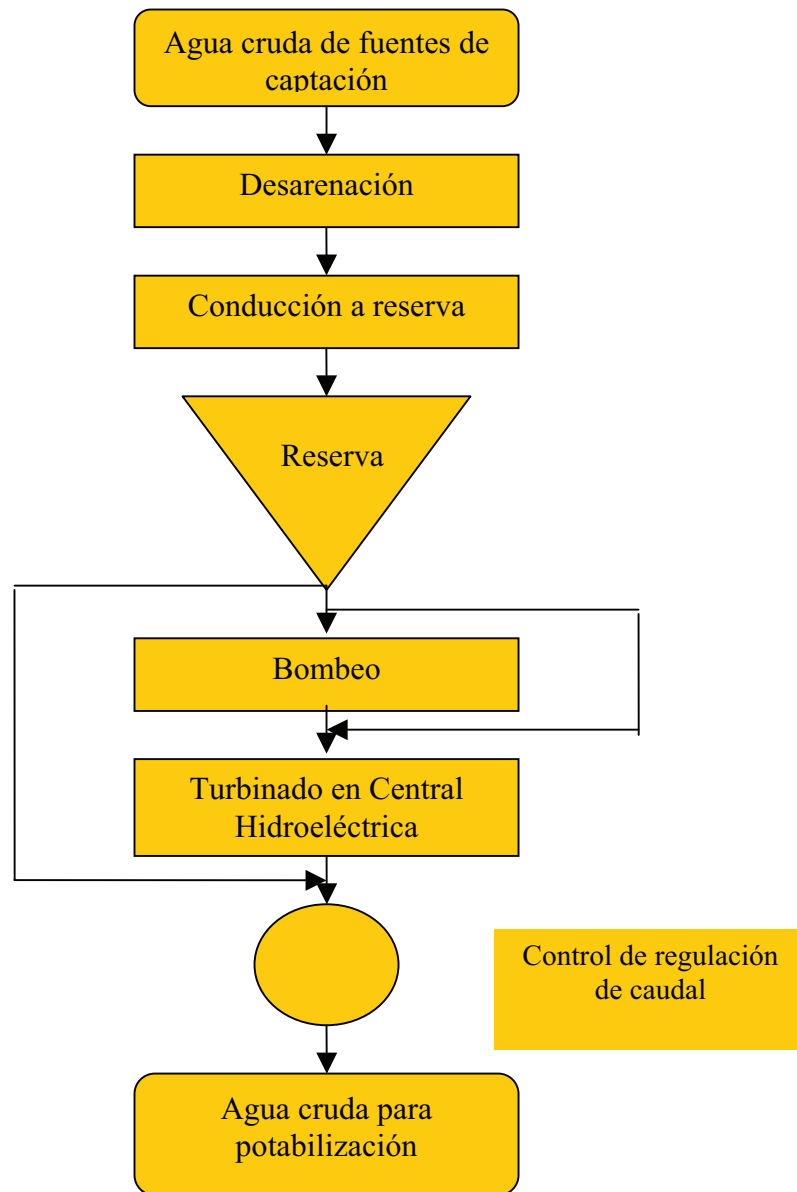 Agua cruda de fuentes de
captación
Desarenación
Conducción a reserva
Reserva
Bombeo
Turbinado en Central
Hidroeléctrica
Control de regulación
de caudal
Agua cruda para
potabilización